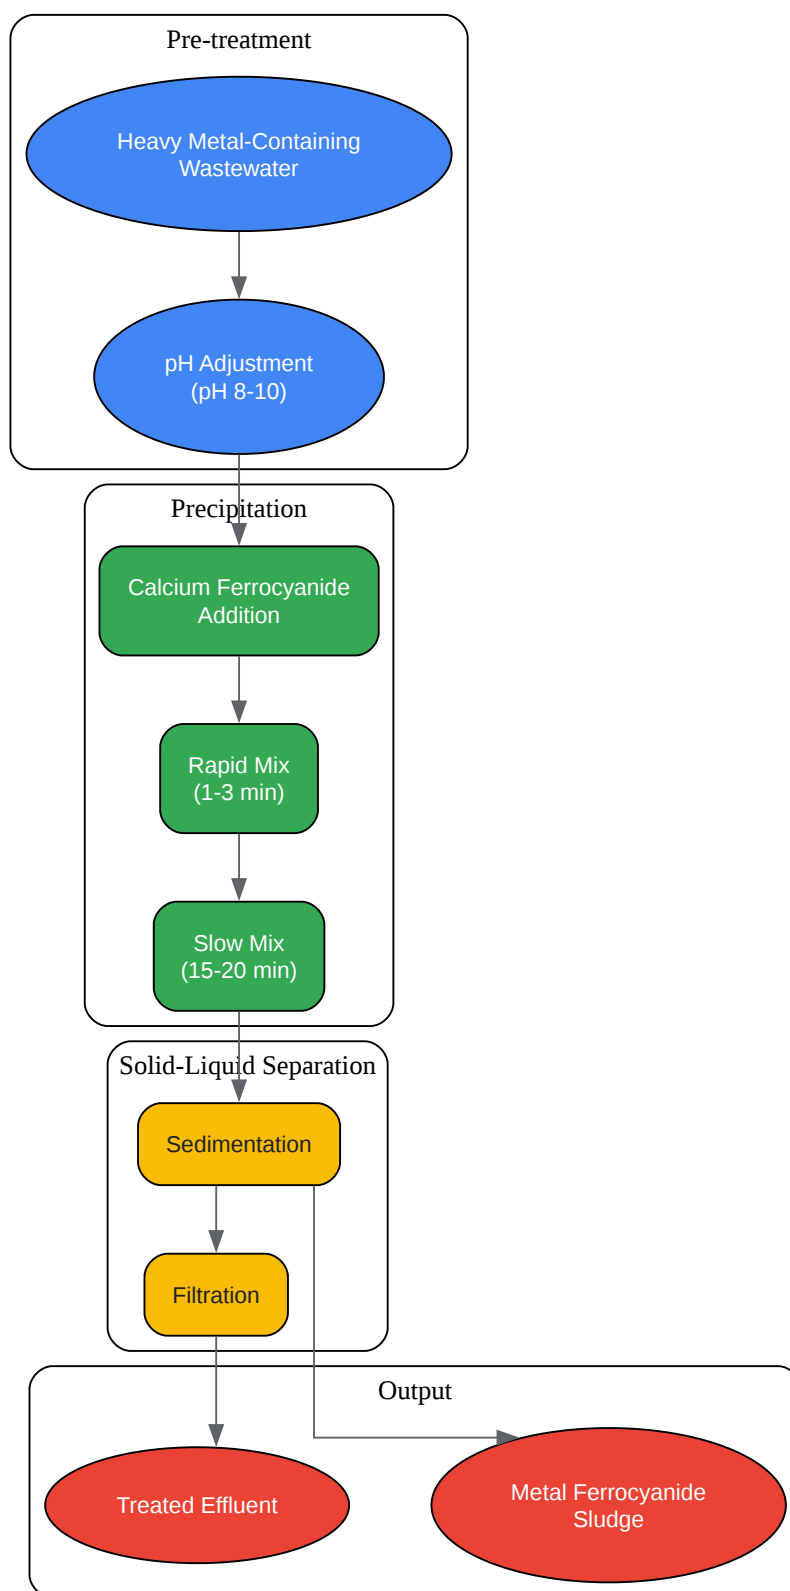 Pre-treatment
Heavy Metal-Containing
Wastewater
pH Adjustment
(pH 8-10)
Precipitation
Calcium Ferrocyanide
Addition
Rapid Mix
(1-3 min)
Slow Mix
(15-20 min)
Solid-Liquid Separation
Sedimentation
Filtration
Output
Treated Effluent
Metal Ferrocyanide
Sludge